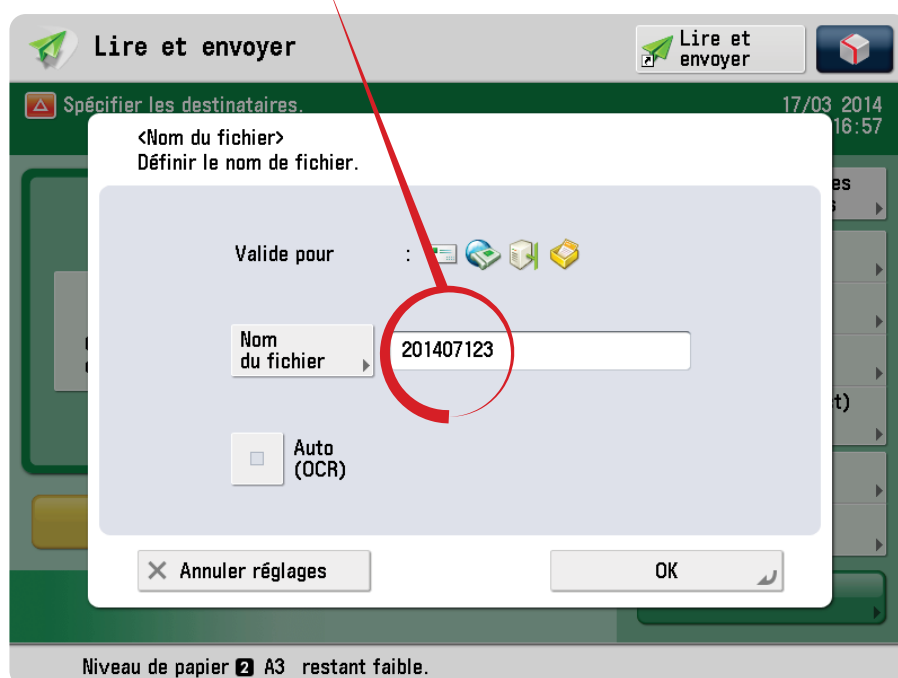 Lire et envoyer
Lire et
envoyer
Spécifier les destinataires.
17/03 2014
16:57
<Nom du fichier>
Définir le nom de fichier.
es
Valide pour :
Nom
du fichier
201407123
t)
Auto
(OCR)
Annuler réglages
OK
Niveau de papier 2 A3 restant faible.